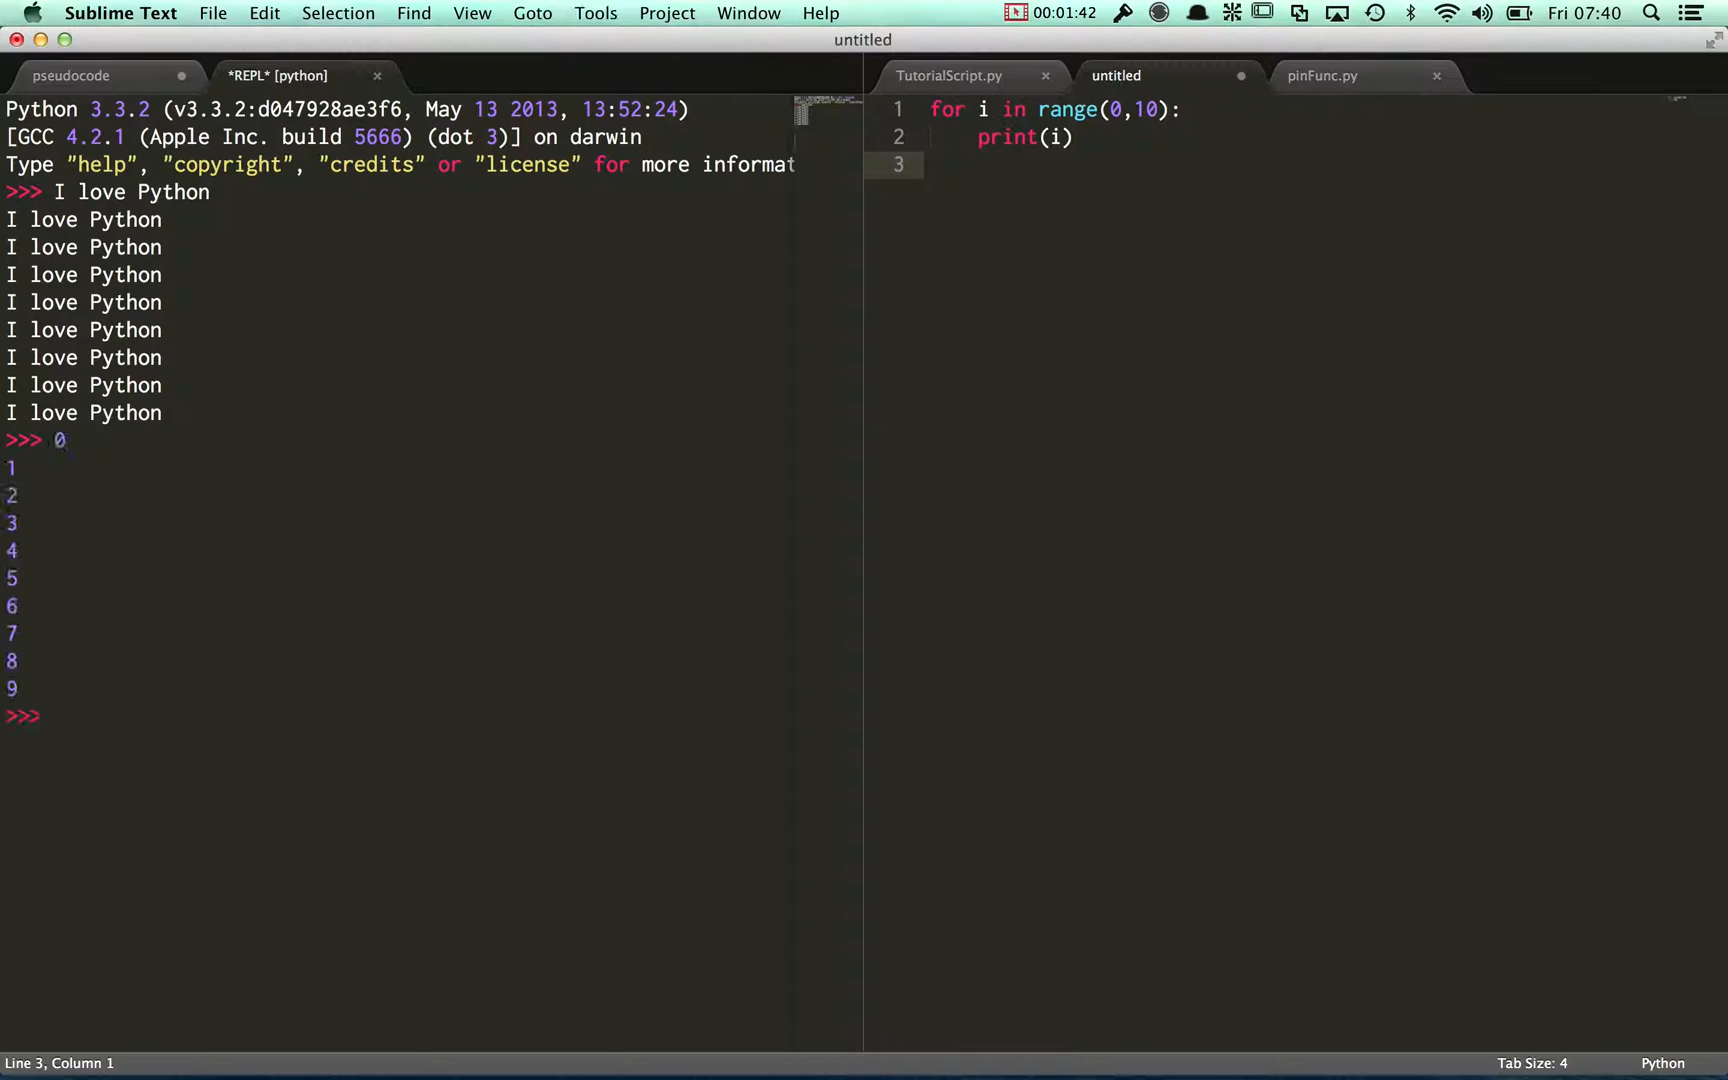 Sublime Text File Edit Selection Find View Goto Tools Project Window Help 00:01:42 Fri 07:40
untitled
pseudocode *REPL* [python] TutorialScript.py untitled pinFunc.py
Python 3.3.2 (v3.3.2:d047928ae3f6, May 13 2013, 13:52:24)
[GCC 4.2.1 (Apple Inc. build 5666) (dot 3)] on darwin
Type "help", "copyright", "credits" or "license" for more informat
>>> I love Python
I love Python
I love Python
I love Python
I love Python
I love Python
I love Python
I love Python
I love Python
>>> 0
1
2
3
4
5
6
7
8
9
>>>
1 for i in range(0,10):
2     print(i)
3
Line 3, Column 1 Tab Size: 4 Python